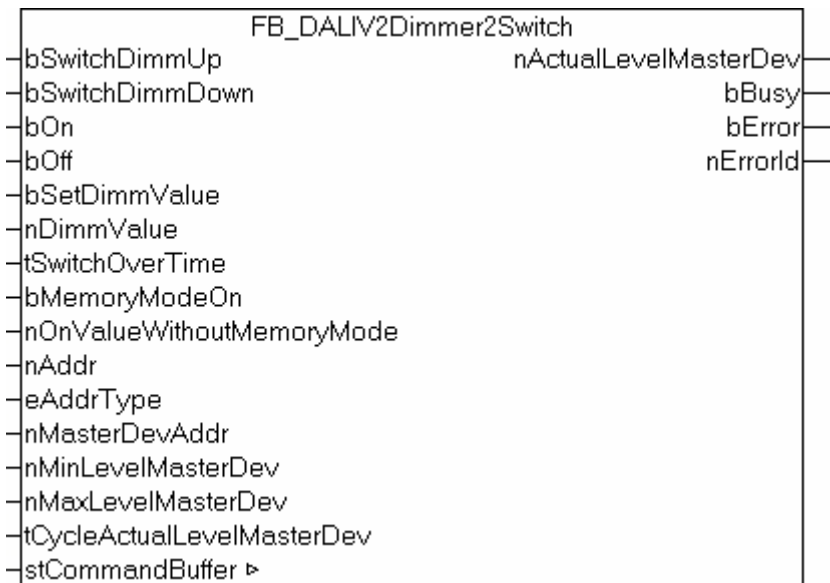 FB_DALIV2Dimmer2Switch
bSwitchDimmUp nActualLevelMasterDev
bSwitchDimmDown bBusy
bOn bError
bOff nErrorId
bSetDimmValue
nDimmValue
tSwitchOverTime
bMemoryModeOn
nOnValueWithoutMemoryMode
nAddr
eAddrType
nMasterDevAddr
nMinLevelMasterDev
nMaxLevelMasterDev
tCycleActualLevelMasterDev
stCommandBuffer ▹